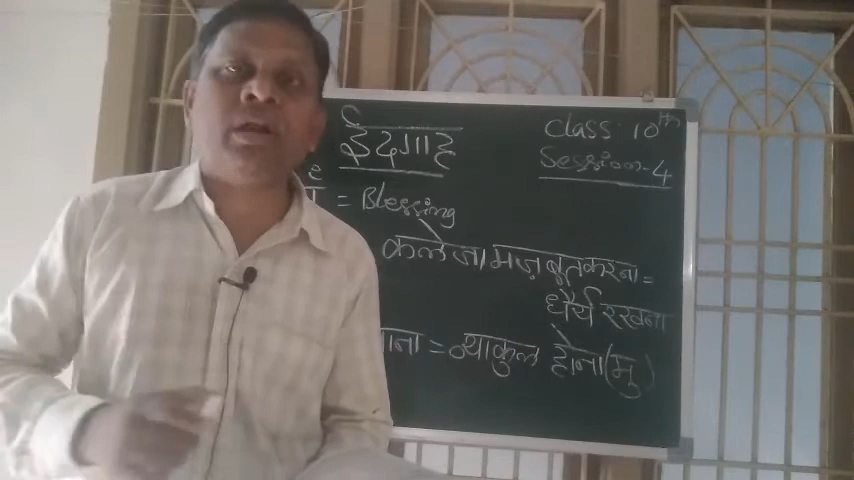 ईदगाह
Class 10th
Session-4
= Blessing
कलेजा मज़बूत करना =
धैर्य रखना
ाना = व्याकुल होना (मु)